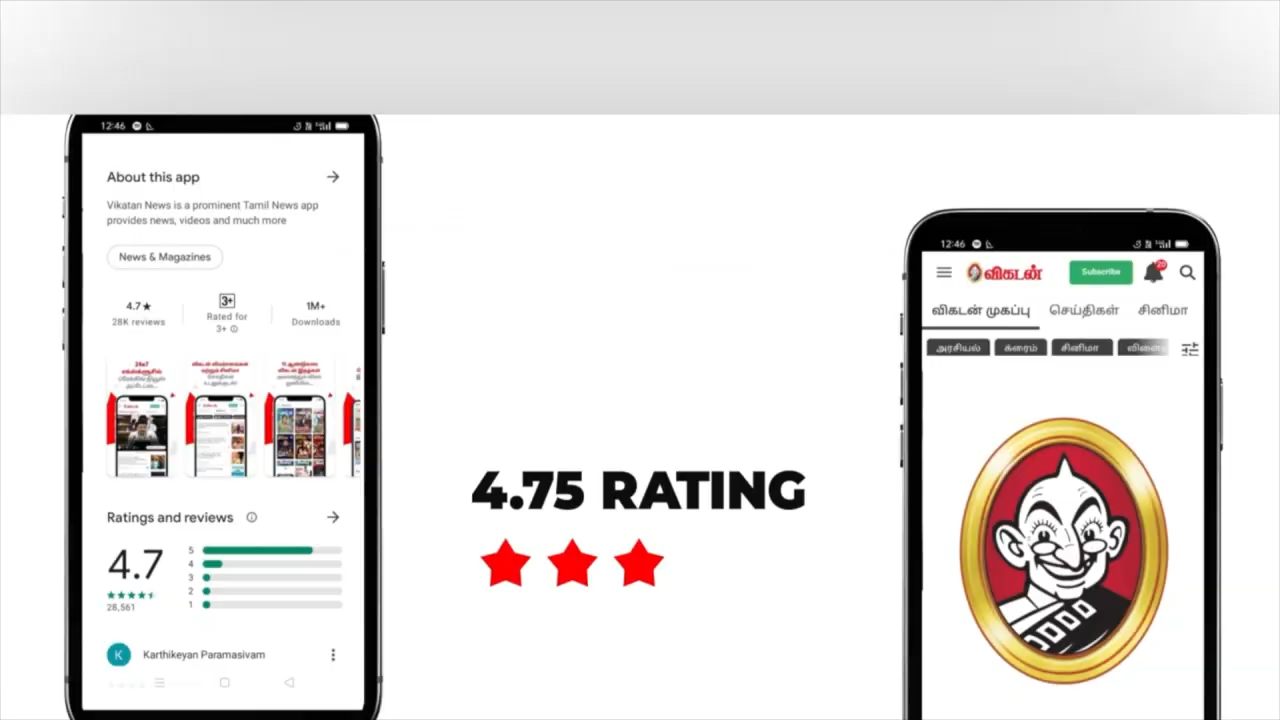 12:46
About this app
Vikatan News is a prominent Tamil News app
provides news, videos and much more
News & Magazines
4.7★
28K reviews
3+
Rated for
3+
1M+
Downloads
24x7
Ratings and reviews
4.7
28,561
5
4
3
2
1
K
Karthikeyan Paramasivam
4.75 RATING
12:46
விகடன்
Subscribe
விகடன் முகப்பு
செய்திகள்
சினிமா
அரசியல்
க்ரைம்
சினிமா